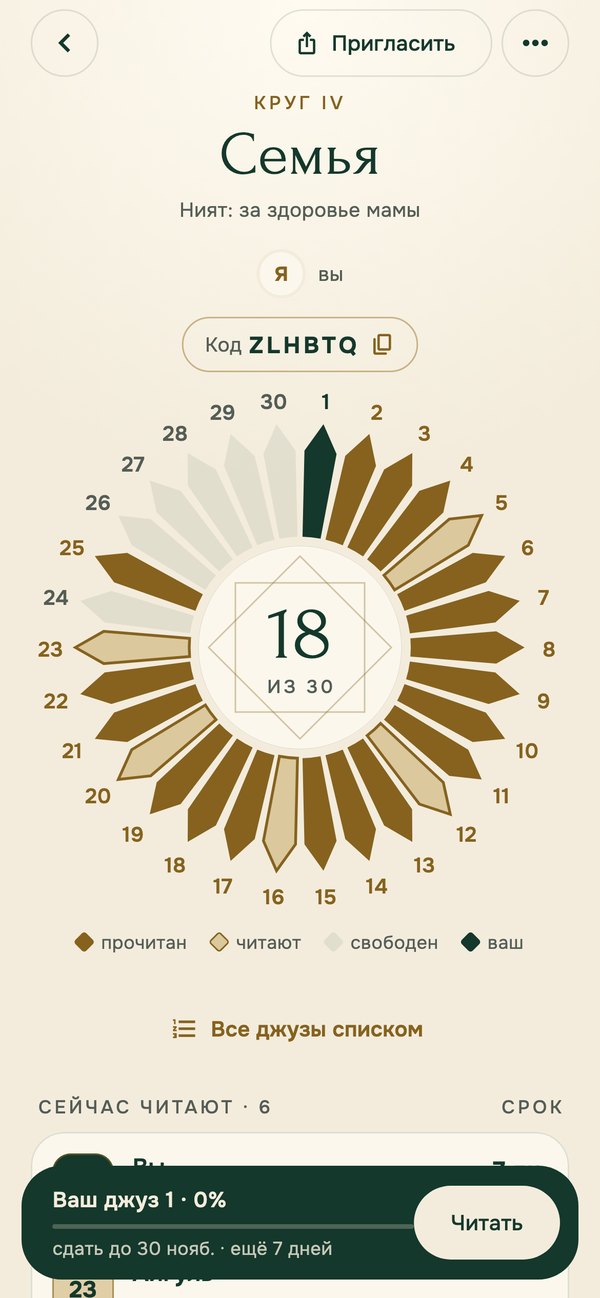 Пригласить
КРУГ IV
Семья
Ният: за здоровье мамы
Я вы
Код ZLHBTQ
1
2
3
4
5
6
7
8
9
10
11
12
13
14
15
16
17
18
19
20
21
22
23
24
25
26
27
28
29
30
18
ИЗ 30
прочитан читают свободен ваш
Все джузы списком
СЕЙЧАС ЧИТАЮТ · 6 СРОК
Ваш джуз 1 · 0%
сдать до 30 нояб. · ещё 7 дней
Читать
23